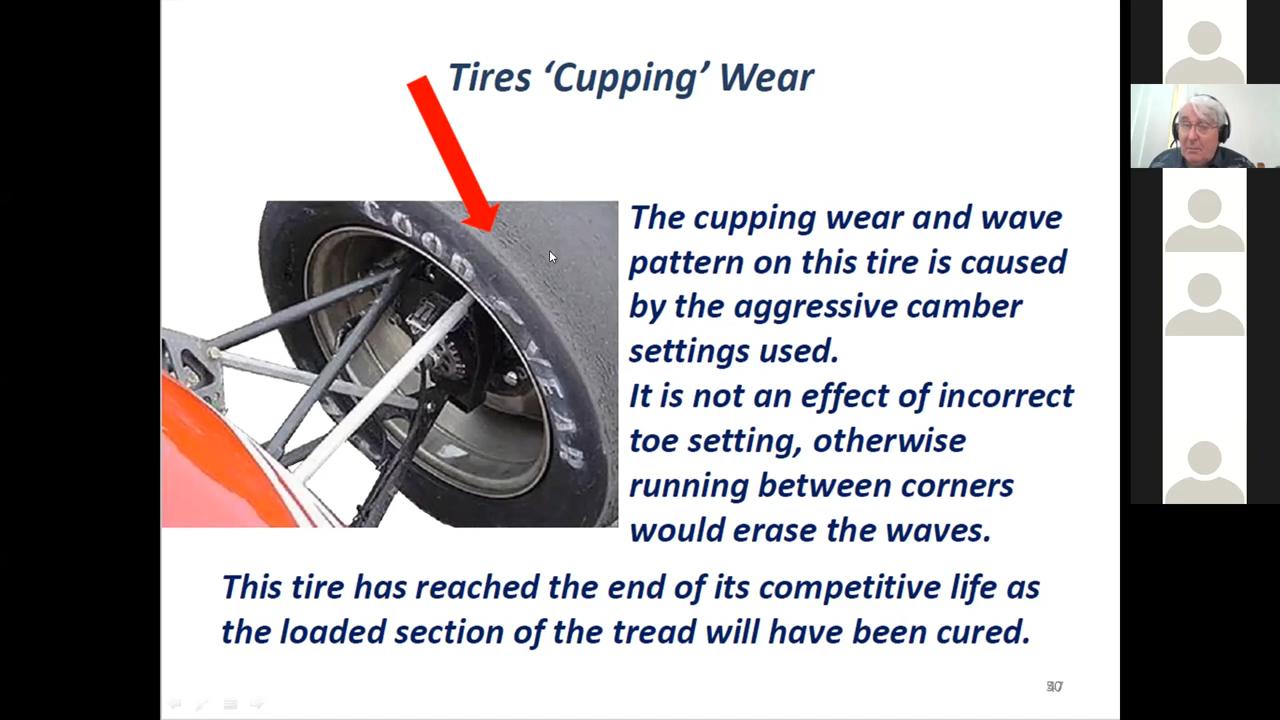 Tires ‘Cupping’ Wear
GOOD YEAR
The cupping wear and wave
pattern on this tire is caused
by the aggressive camber
settings used.
It is not an effect of incorrect
toe setting, otherwise
running between corners
would erase the waves.
This tire has reached the end of its competitive life as
the loaded section of the tread will have been cured.